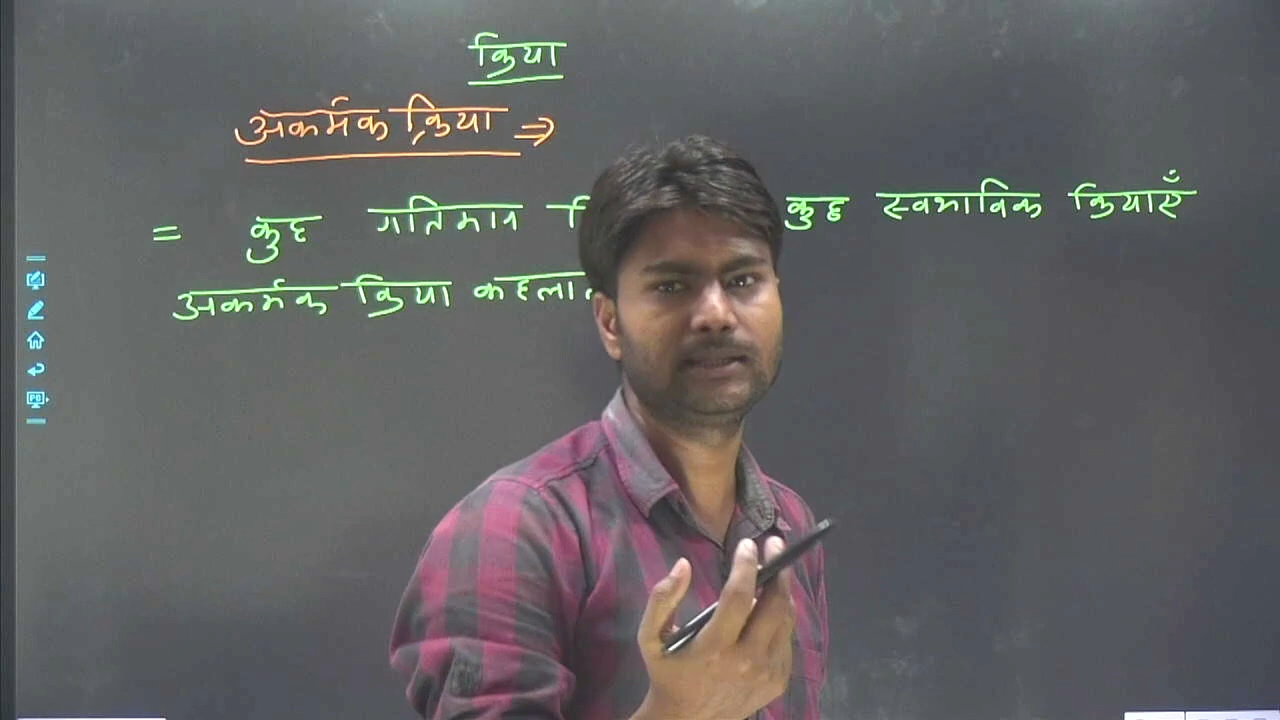 क्रिया
अकर्मक क्रिया ⇒
= कुछ गतिमान कुछ स्वभाविक क्रियाएँ
अकर्मक क्रिया